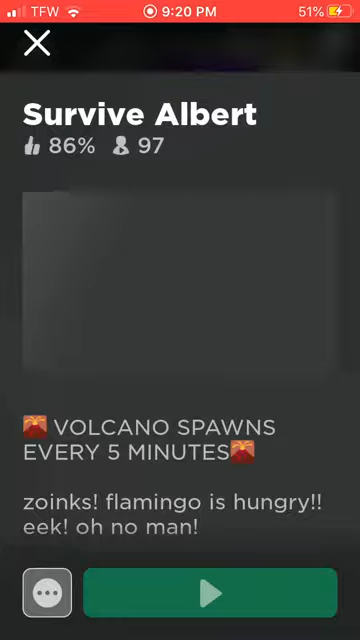 TFW 9:20 PM 51%
Survive Albert
86% 97
🌋 VOLCANO SPAWNS
EVERY 5 MINUTES🌋
zoinks! flamingo is hungry!!
eek! oh no man!